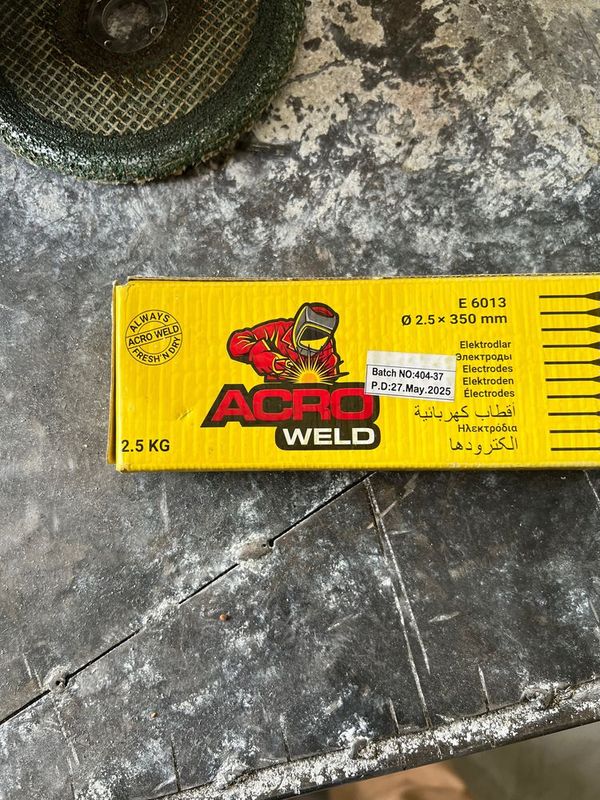 ALWAYS
ACRO WELD
FRESH'N DRY
2.5 KG
ACRO
WELD
Batch NO:404-37
P.D:27.May.2025
E 6013
Ø 2.5 × 350 mm
Elektrodlar
Электроды
Electrodes
Elektroden
Électrodes
أقطاب كهربائية
Ηλεκτρόδια
الکترودها